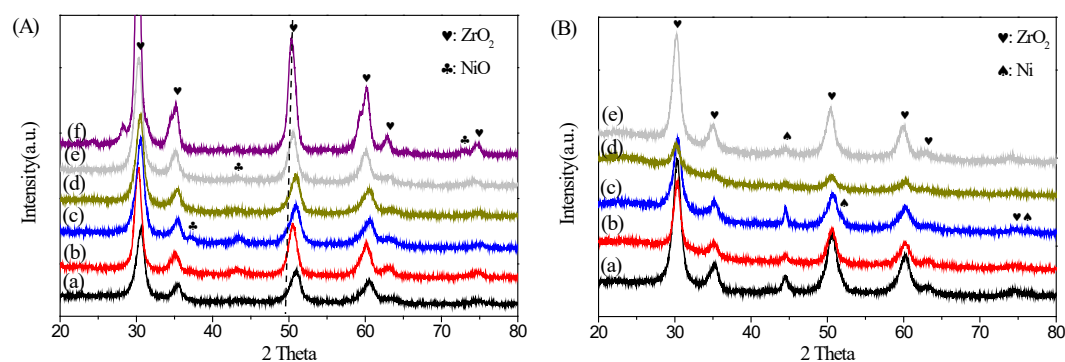 (A)
♥: ZrO₂
♣: NiO
(f)
(e)
(d)
(c)
(b)
(a)
Intensity(a.u.)
20 30 40 50 60 70 80
2 Theta
(B)
♥: ZrO₂
♠: Ni
(e)
(d)
(c)
(b)
(a)
Intensity(a.u.)
20 30 40 50 60 70 80
2 Theta